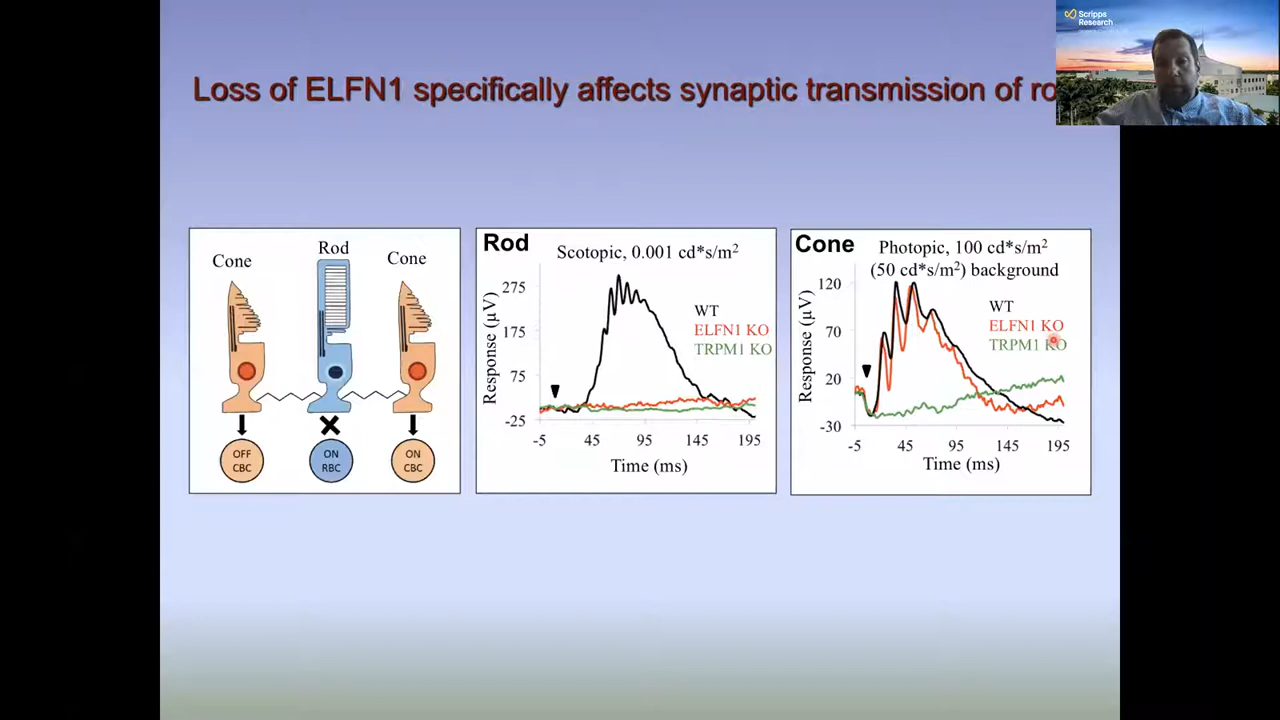 Scripps
Research
Loss of ELFN1 specifically affects synaptic transmission of ro
Cone
Rod
Cone
OFF
CBC
ON
RBC
ON
CBC
Rod
Scotopic, 0.001 cd*s/m²
Response (µV)
275
175
75
-25
WT
ELFN1 KO
TRPM1 KO
-5
45
95
145
195
Time (ms)
Cone
Photopic, 100 cd*s/m²
(50 cd*s/m²) background
Response (µV)
120
70
20
-30
WT
ELFN1 KO
TRPM1 KO
-5
45
95
145
195
Time (ms)